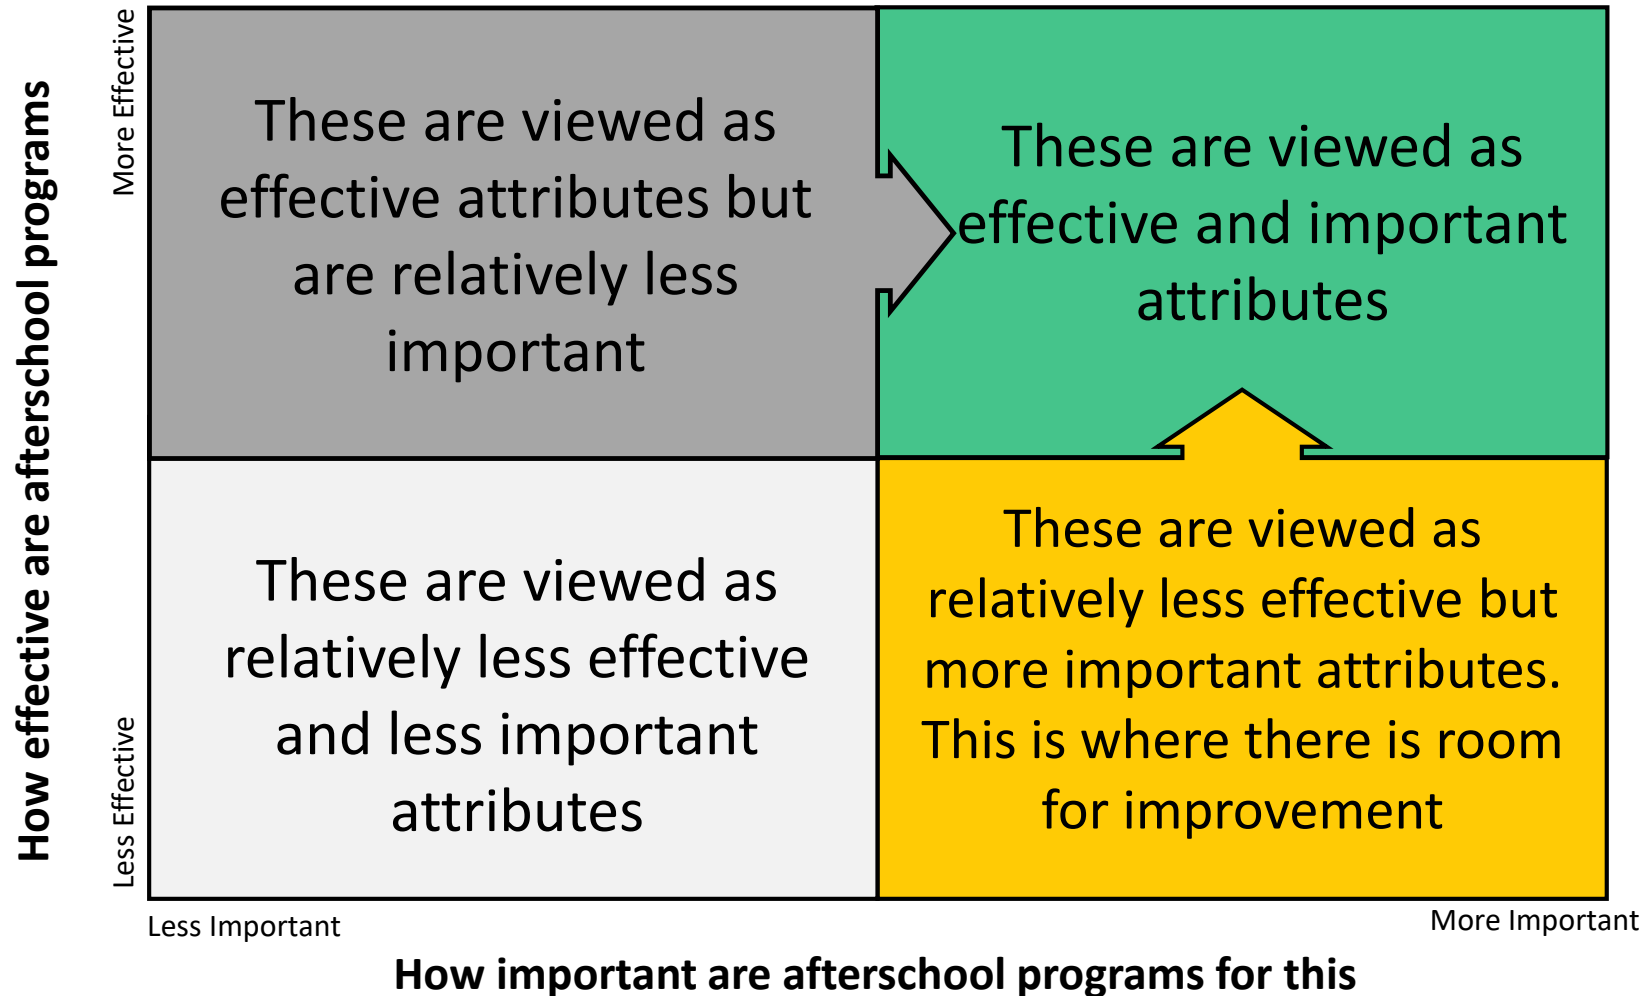 How effective are afterschool programs
More Effective
Less Effective
These are viewed as
effective attributes but
are relatively less
important
These are viewed as
effective and important
attributes
These are viewed as
relatively less effective
and less important
attributes
These are viewed as
relatively less effective but
more important attributes.
This is where there is room
for improvement
Less Important
More Important
How important are afterschool programs for this